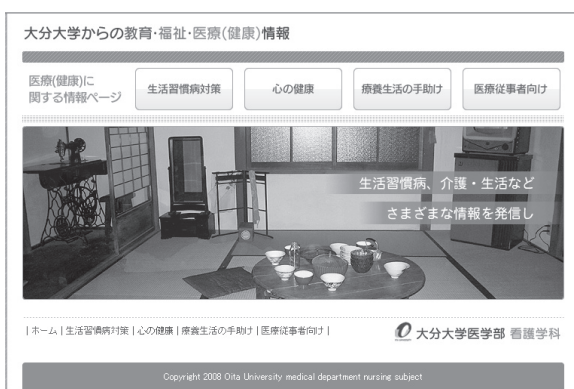 大分大学からの教育・福祉・医療(健康)情報
医療(健康)に
関する情報ページ
生活習慣病対策
心の健康
療養生活の手助け
医療従事者向け
生活習慣病、介護・生活など
さまざまな情報を発信し
|ホーム|生活習慣病対策|心の健康|療養生活の手助け|医療従事者向け|
大分大学医学部 看護学科
Copyright 2008 Oita University medical department nursing subject